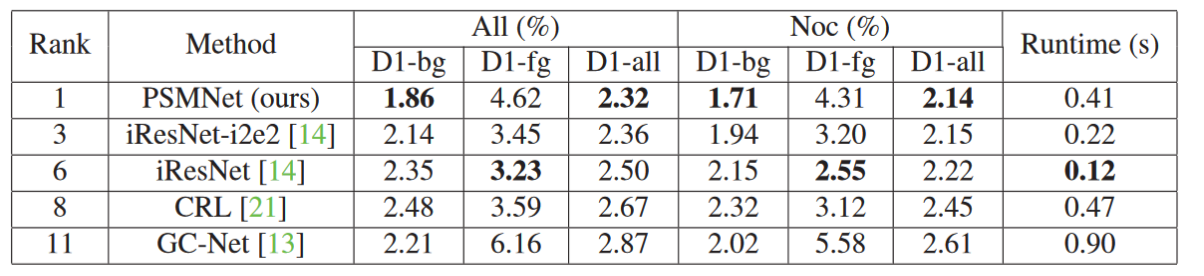 Rank Method All (%) Noc (%) Runtime (s)
D1-bg D1-fg D1-all D1-bg D1-fg D1-all
1 PSMNet (ours) 1.86 4.62 2.32 1.71 4.31 2.14 0.41
3 iResNet-i2e2 [14] 2.14 3.45 2.36 1.94 3.20 2.15 0.22
6 iResNet [14] 2.35 3.23 2.50 2.15 2.55 2.22 0.12
8 CRL [21] 2.48 3.59 2.67 2.32 3.12 2.45 0.47
11 GC-Net [13] 2.21 6.16 2.87 2.02 5.58 2.61 0.90